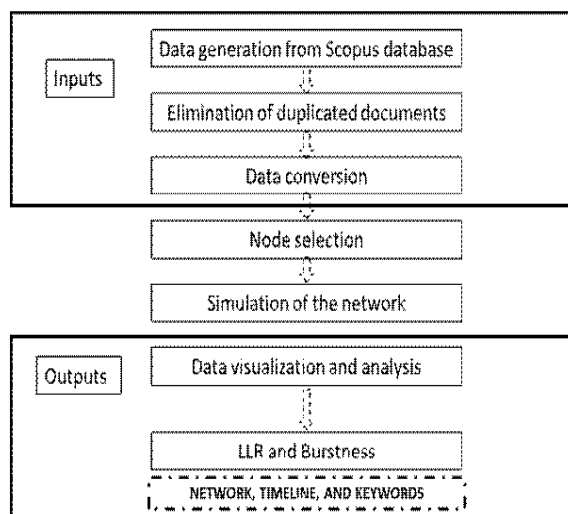 Data generation from Scopus database
Inputs
Elimination of duplicated documents
Data conversion
Node selection
Simulation of the network
Data visualization and analysis
Outputs
LLR and Burstness
NETWORK, TIMELINE, AND KEYWORDS